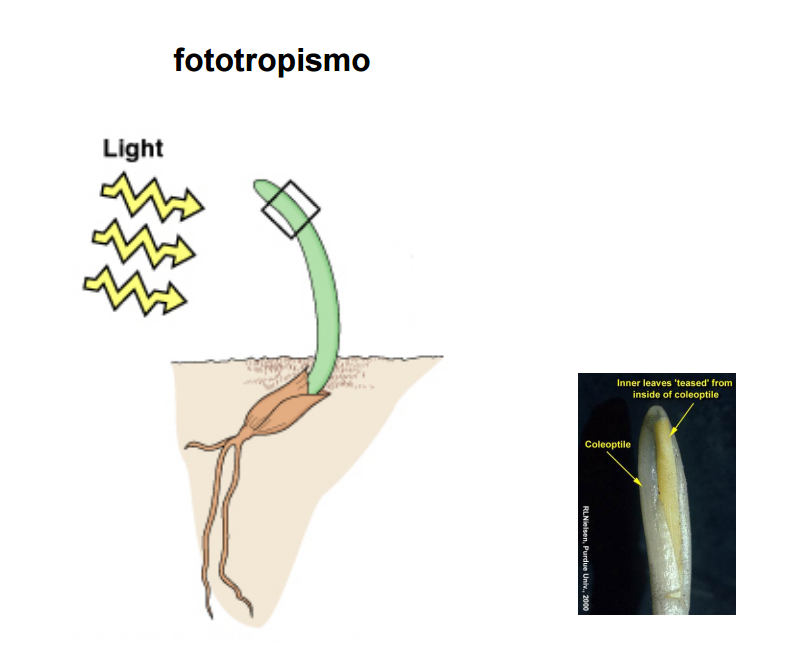 fototropismo
Light
Inner leaves 'teased' from
inside of coleoptile
Coleoptile
RLNielsen, Purdue Univ., 2000